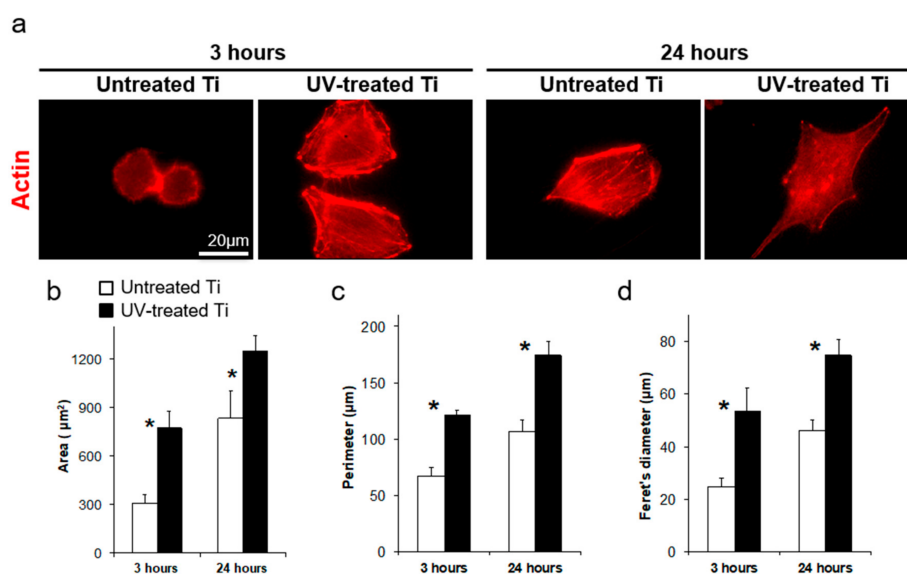 a
3 hours
24 hours
Untreated Ti
UV-treated Ti
Untreated Ti
UV-treated Ti
Actin
20μm
b
Untreated Ti
UV-treated Ti
Area ( μm²)
1200
900
600
300
0
*
*
3 hours
24 hours
c
Perimeter (μm)
200
150
100
50
0
*
*
3 hours
24 hours
d
Feret's diameter (μm)
80
60
40
20
0
*
*
3 hours
24 hours